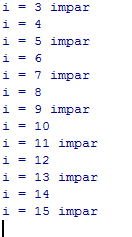 i = 3 impar
i = 4
i = 5 impar
i = 6
i = 7 impar
i = 8
i = 9 impar
i = 10
i = 11 impar
i = 12
i = 13 impar
i = 14
i = 15 impar